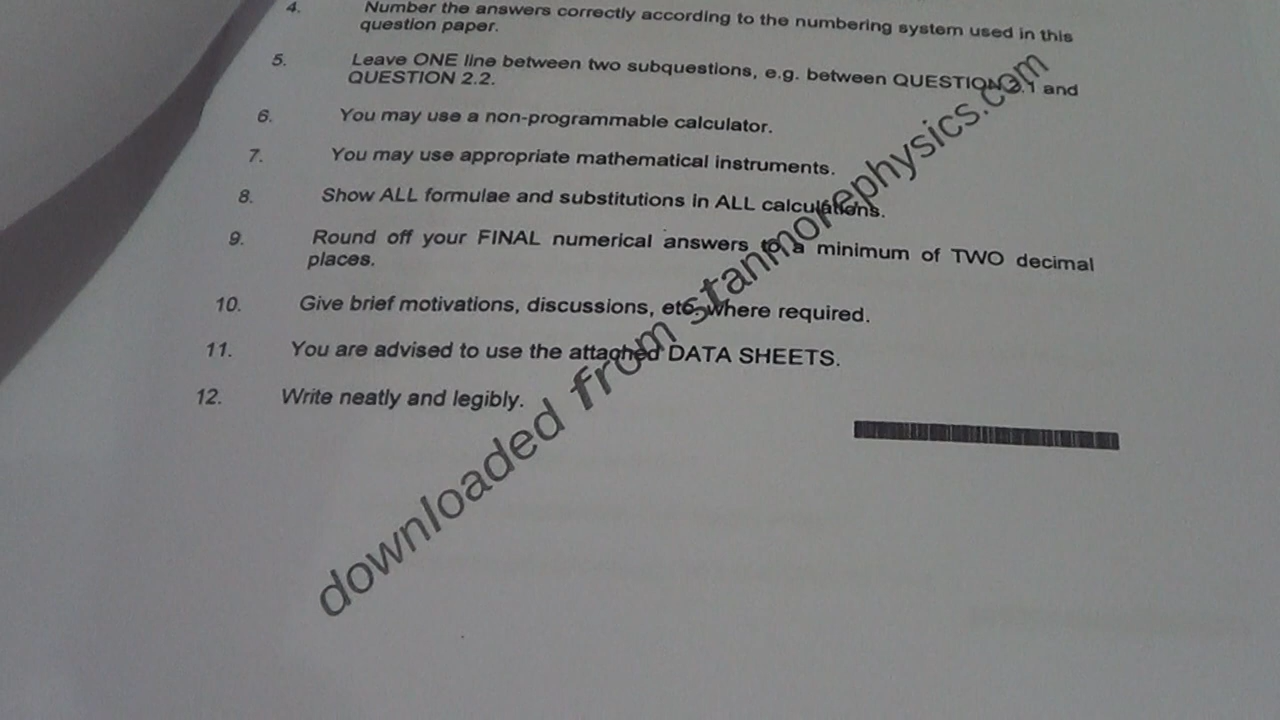 4. Number the answers correctly according to the numbering system used in this
question paper.
5. Leave ONE line between two subquestions, e.g. between QUESTION 2.1 and
QUESTION 2.2.
6. You may use a non-programmable calculator.
7. You may use appropriate mathematical instruments.
8. Show ALL formulae and substitutions in ALL calculations.
9. Round off your FINAL numerical answers to a minimum of TWO decimal
places.
10. Give brief motivations, discussions, etc. where required.
11. You are advised to use the attached DATA SHEETS.
12. Write neatly and legibly.
downloaded from stanmorephysics.com